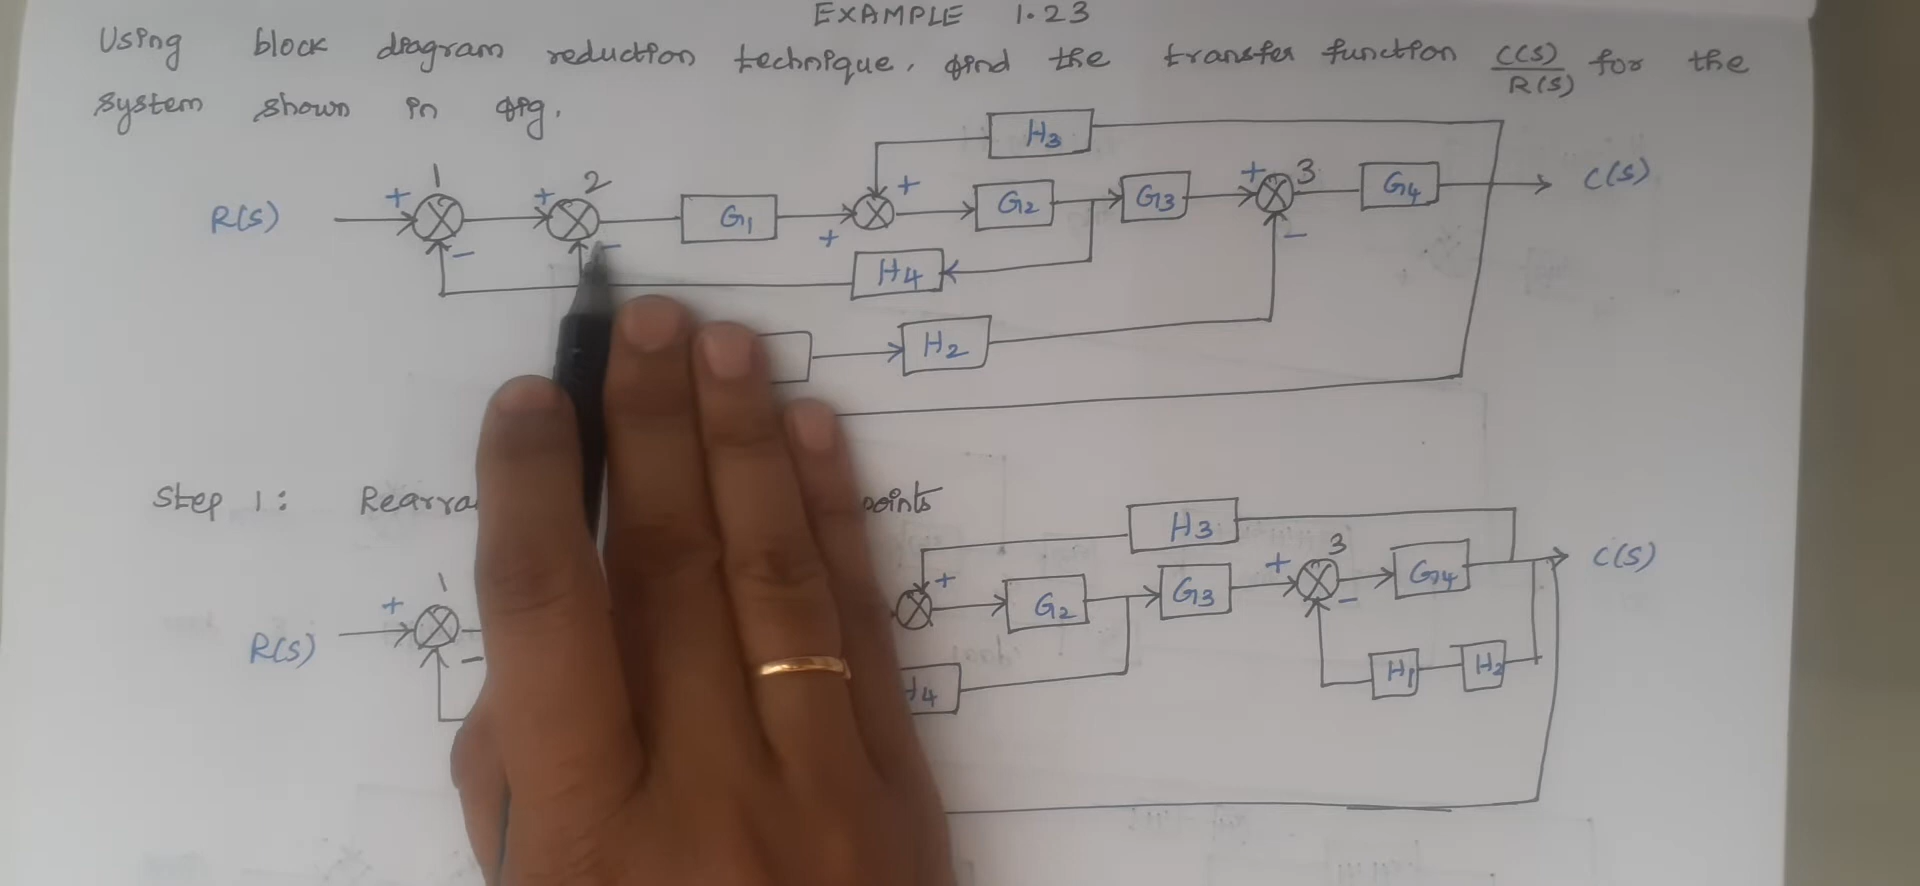 EXAMPLE 1.23
Using block diagram reduction technique, find the transfer function C(S)/R(S) for the
system shown in fig.
H3
1 + - 2 + - + + + 3 -
R(S) G1 G2 G3 G4 C(S)
H4
H2
Step 1: points
H3
1 + - + + 3 -
R(S) G2 G3 G4 C(S)
H4 H1 H2